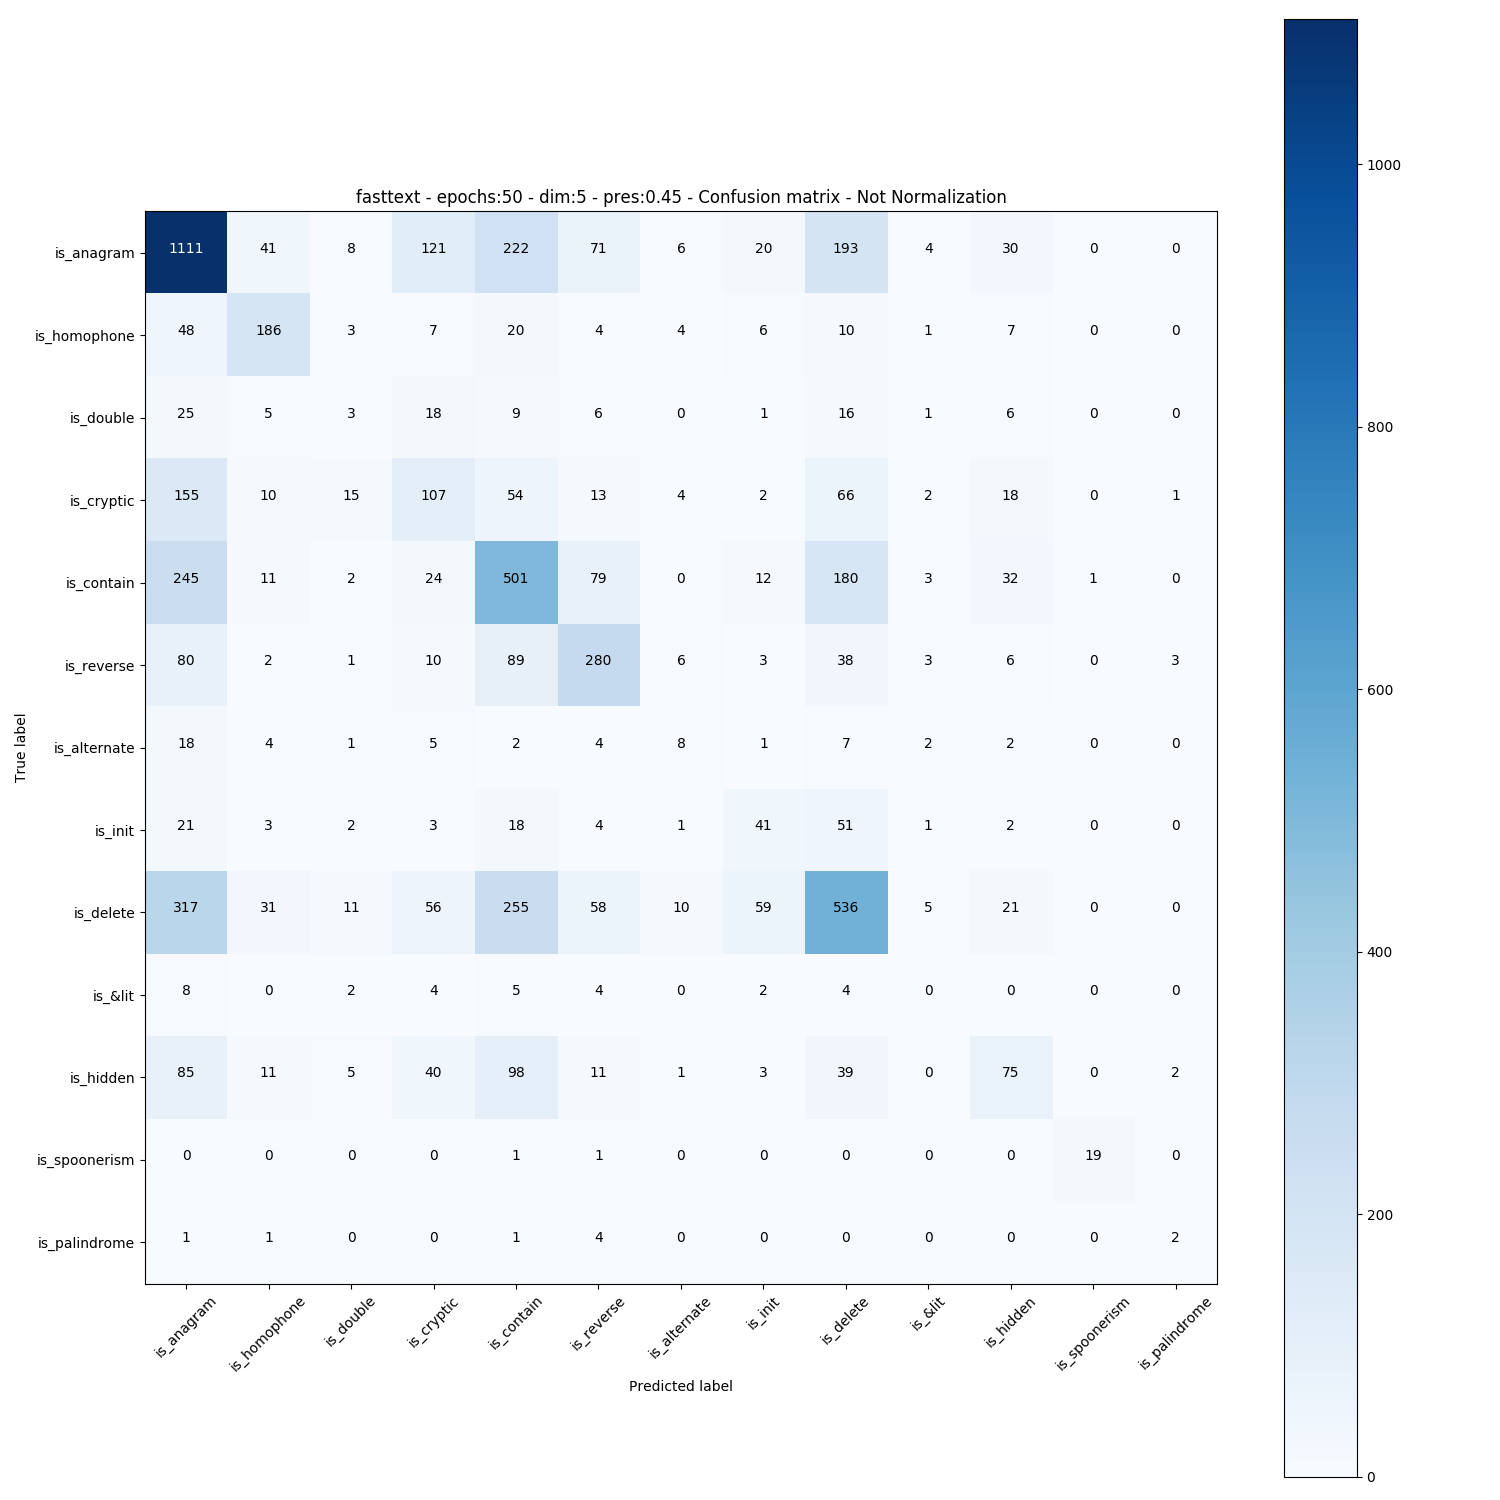 fasttext - epochs:50 - dim:5 - pres:0.45 - Confusion matrix - Not Normalization
True label
is_anagram 1111 41 8 121 222 71 6 20 193 4 30 0 0
is_homophone 48 186 3 7 20 4 4 6 10 1 7 0 0
is_double 25 5 3 18 9 6 0 1 16 1 6 0 0
is_cryptic 155 10 15 107 54 13 4 2 66 2 18 0 1
is_contain 245 11 2 24 501 79 0 12 180 3 32 1 0
is_reverse 80 2 1 10 89 280 6 3 38 3 6 0 3
is_alternate 18 4 1 5 2 4 8 1 7 2 2 0 0
is_init 21 3 2 3 18 4 1 41 51 1 2 0 0
is_delete 317 31 11 56 255 58 10 59 536 5 21 0 0
is_&lit 8 0 2 4 5 4 0 2 4 0 0 0 0
is_hidden 85 11 5 40 98 11 1 3 39 0 75 0 2
is_spoonerism 0 0 0 0 1 1 0 0 0 0 0 19 0
is_palindrome 1 1 0 0 1 4 0 0 0 0 0 0 2
is_anagram is_homophone is_double is_cryptic is_contain is_reverse is_alternate is_init is_delete is_&lit is_hidden is_spoonerism is_palindrome
Predicted label
1000
800
600
400
200
0